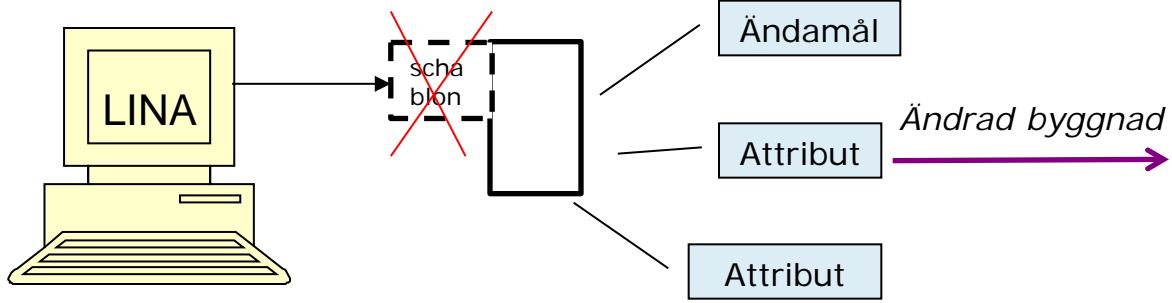 LINA
scha
blon
Ändamål
Attribut
Ändrad byggnad
Attribut